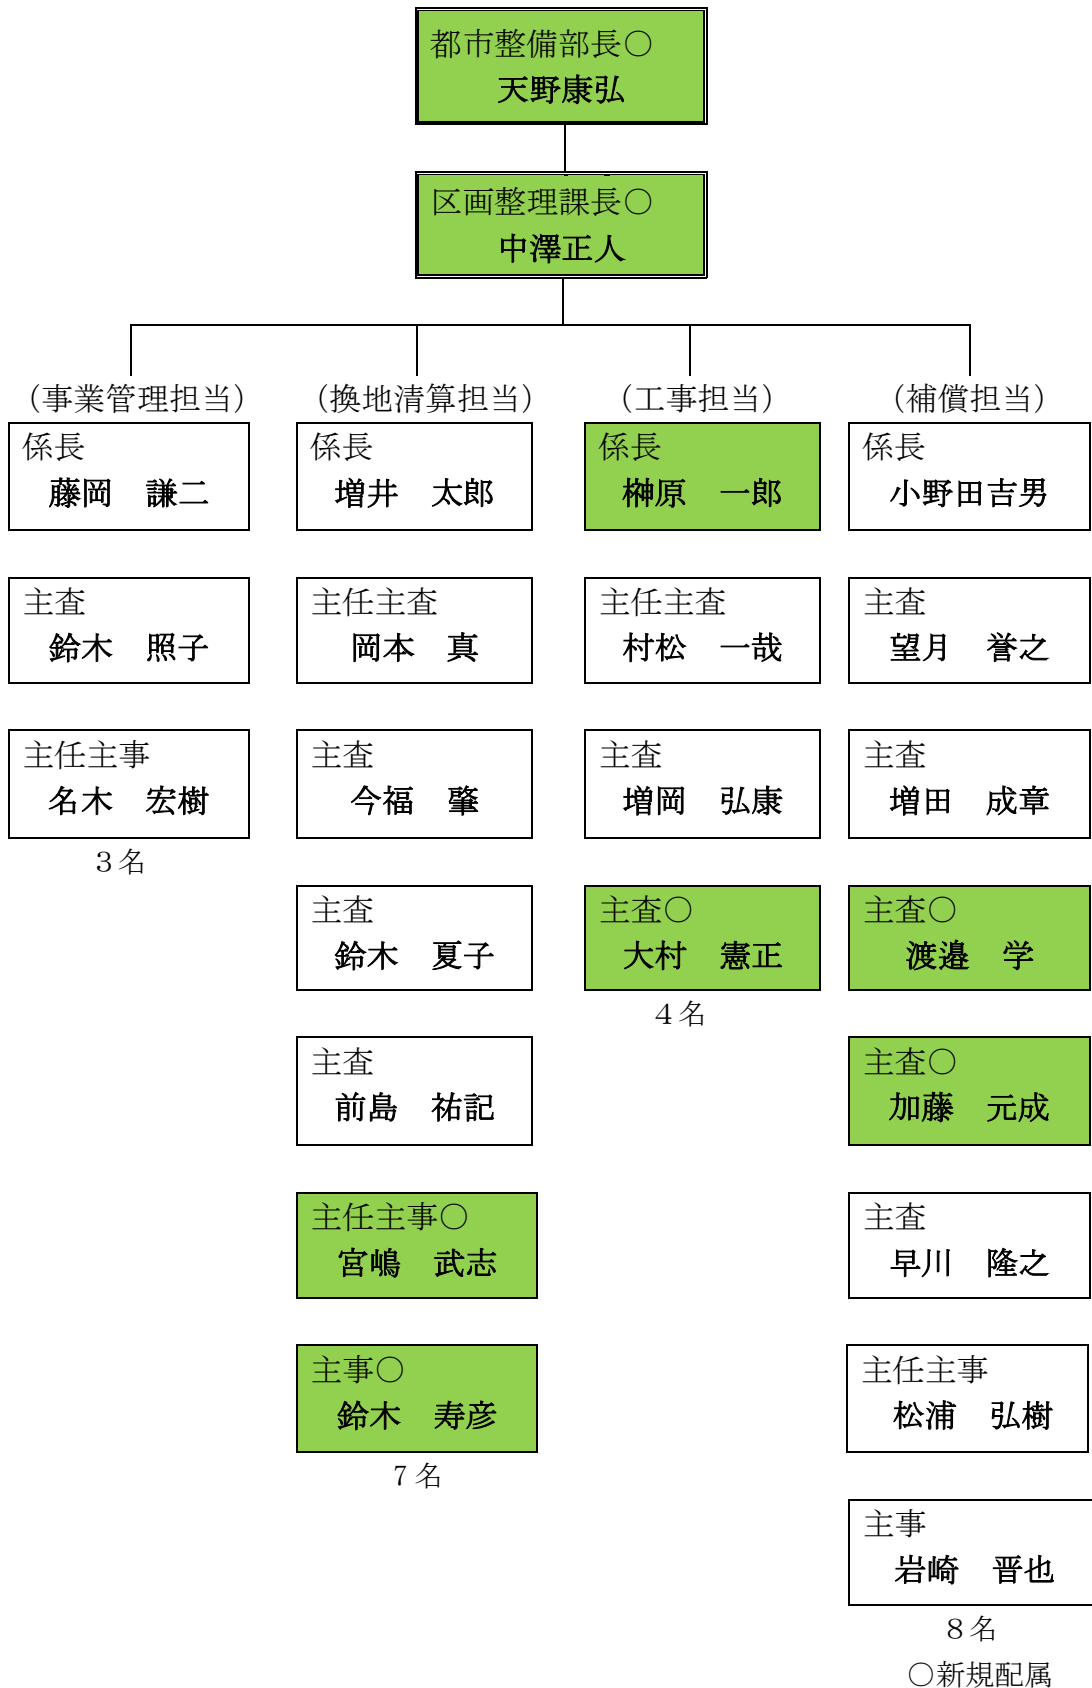 都市整備部長○
天野康弘
区画整理課長○
中澤正人
（事業管理担当）
係長
藤岡　謙二
主査
鈴木　照子
主任主事
名木　宏樹
３名
（換地清算担当）
係長
増井　太郎
主任主査
岡本　真
主査
今福　肇
主査
鈴木　夏子
主査
前島　祐記
主任主事○
宮嶋　武志
主事○
鈴木　寿彦
７名
（工事担当）
係長
榊原　一郎
主任主査
村松　一哉
主査
増岡　弘康
主査○
大村　憲正
４名
（補償担当）
係長
小野田吉男
主査
望月　誉之
主査
増田　成章
主査○
渡邉　学
主査○
加藤　元成
主査
早川　隆之
主任主事
松浦　弘樹
主事
岩崎　晋也
８名
○新規配属